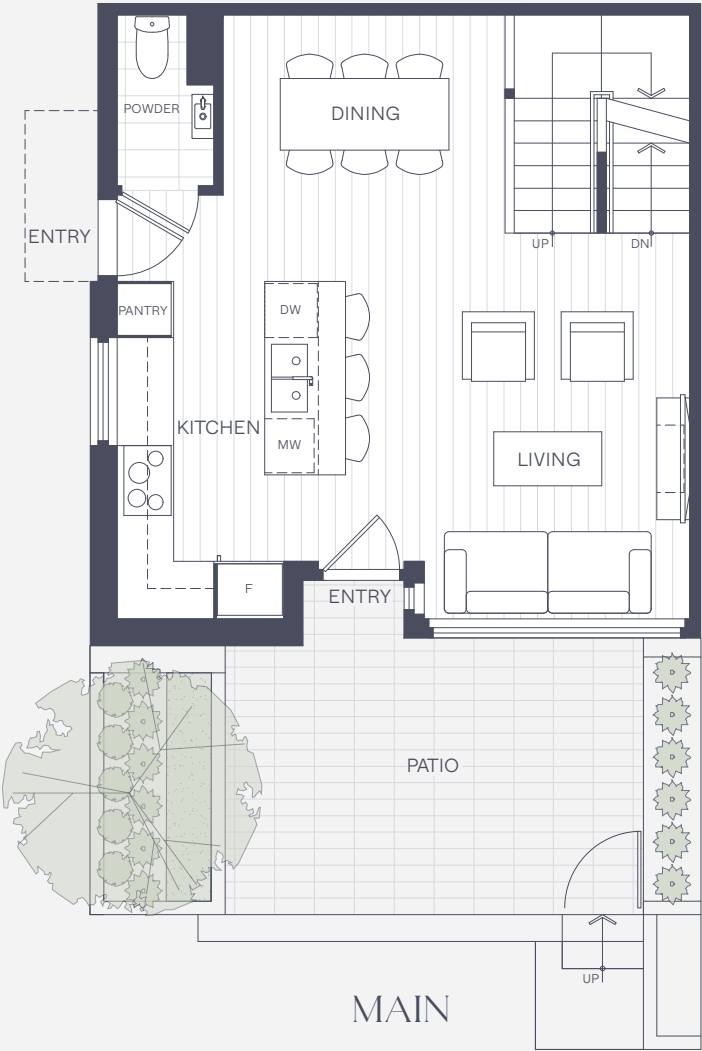 POWDER
DINING
ENTRY
UP
DN
PANTRY
DW
KITCHEN
MW
LIVING
F
ENTRY
PATIO
UP
MAIN